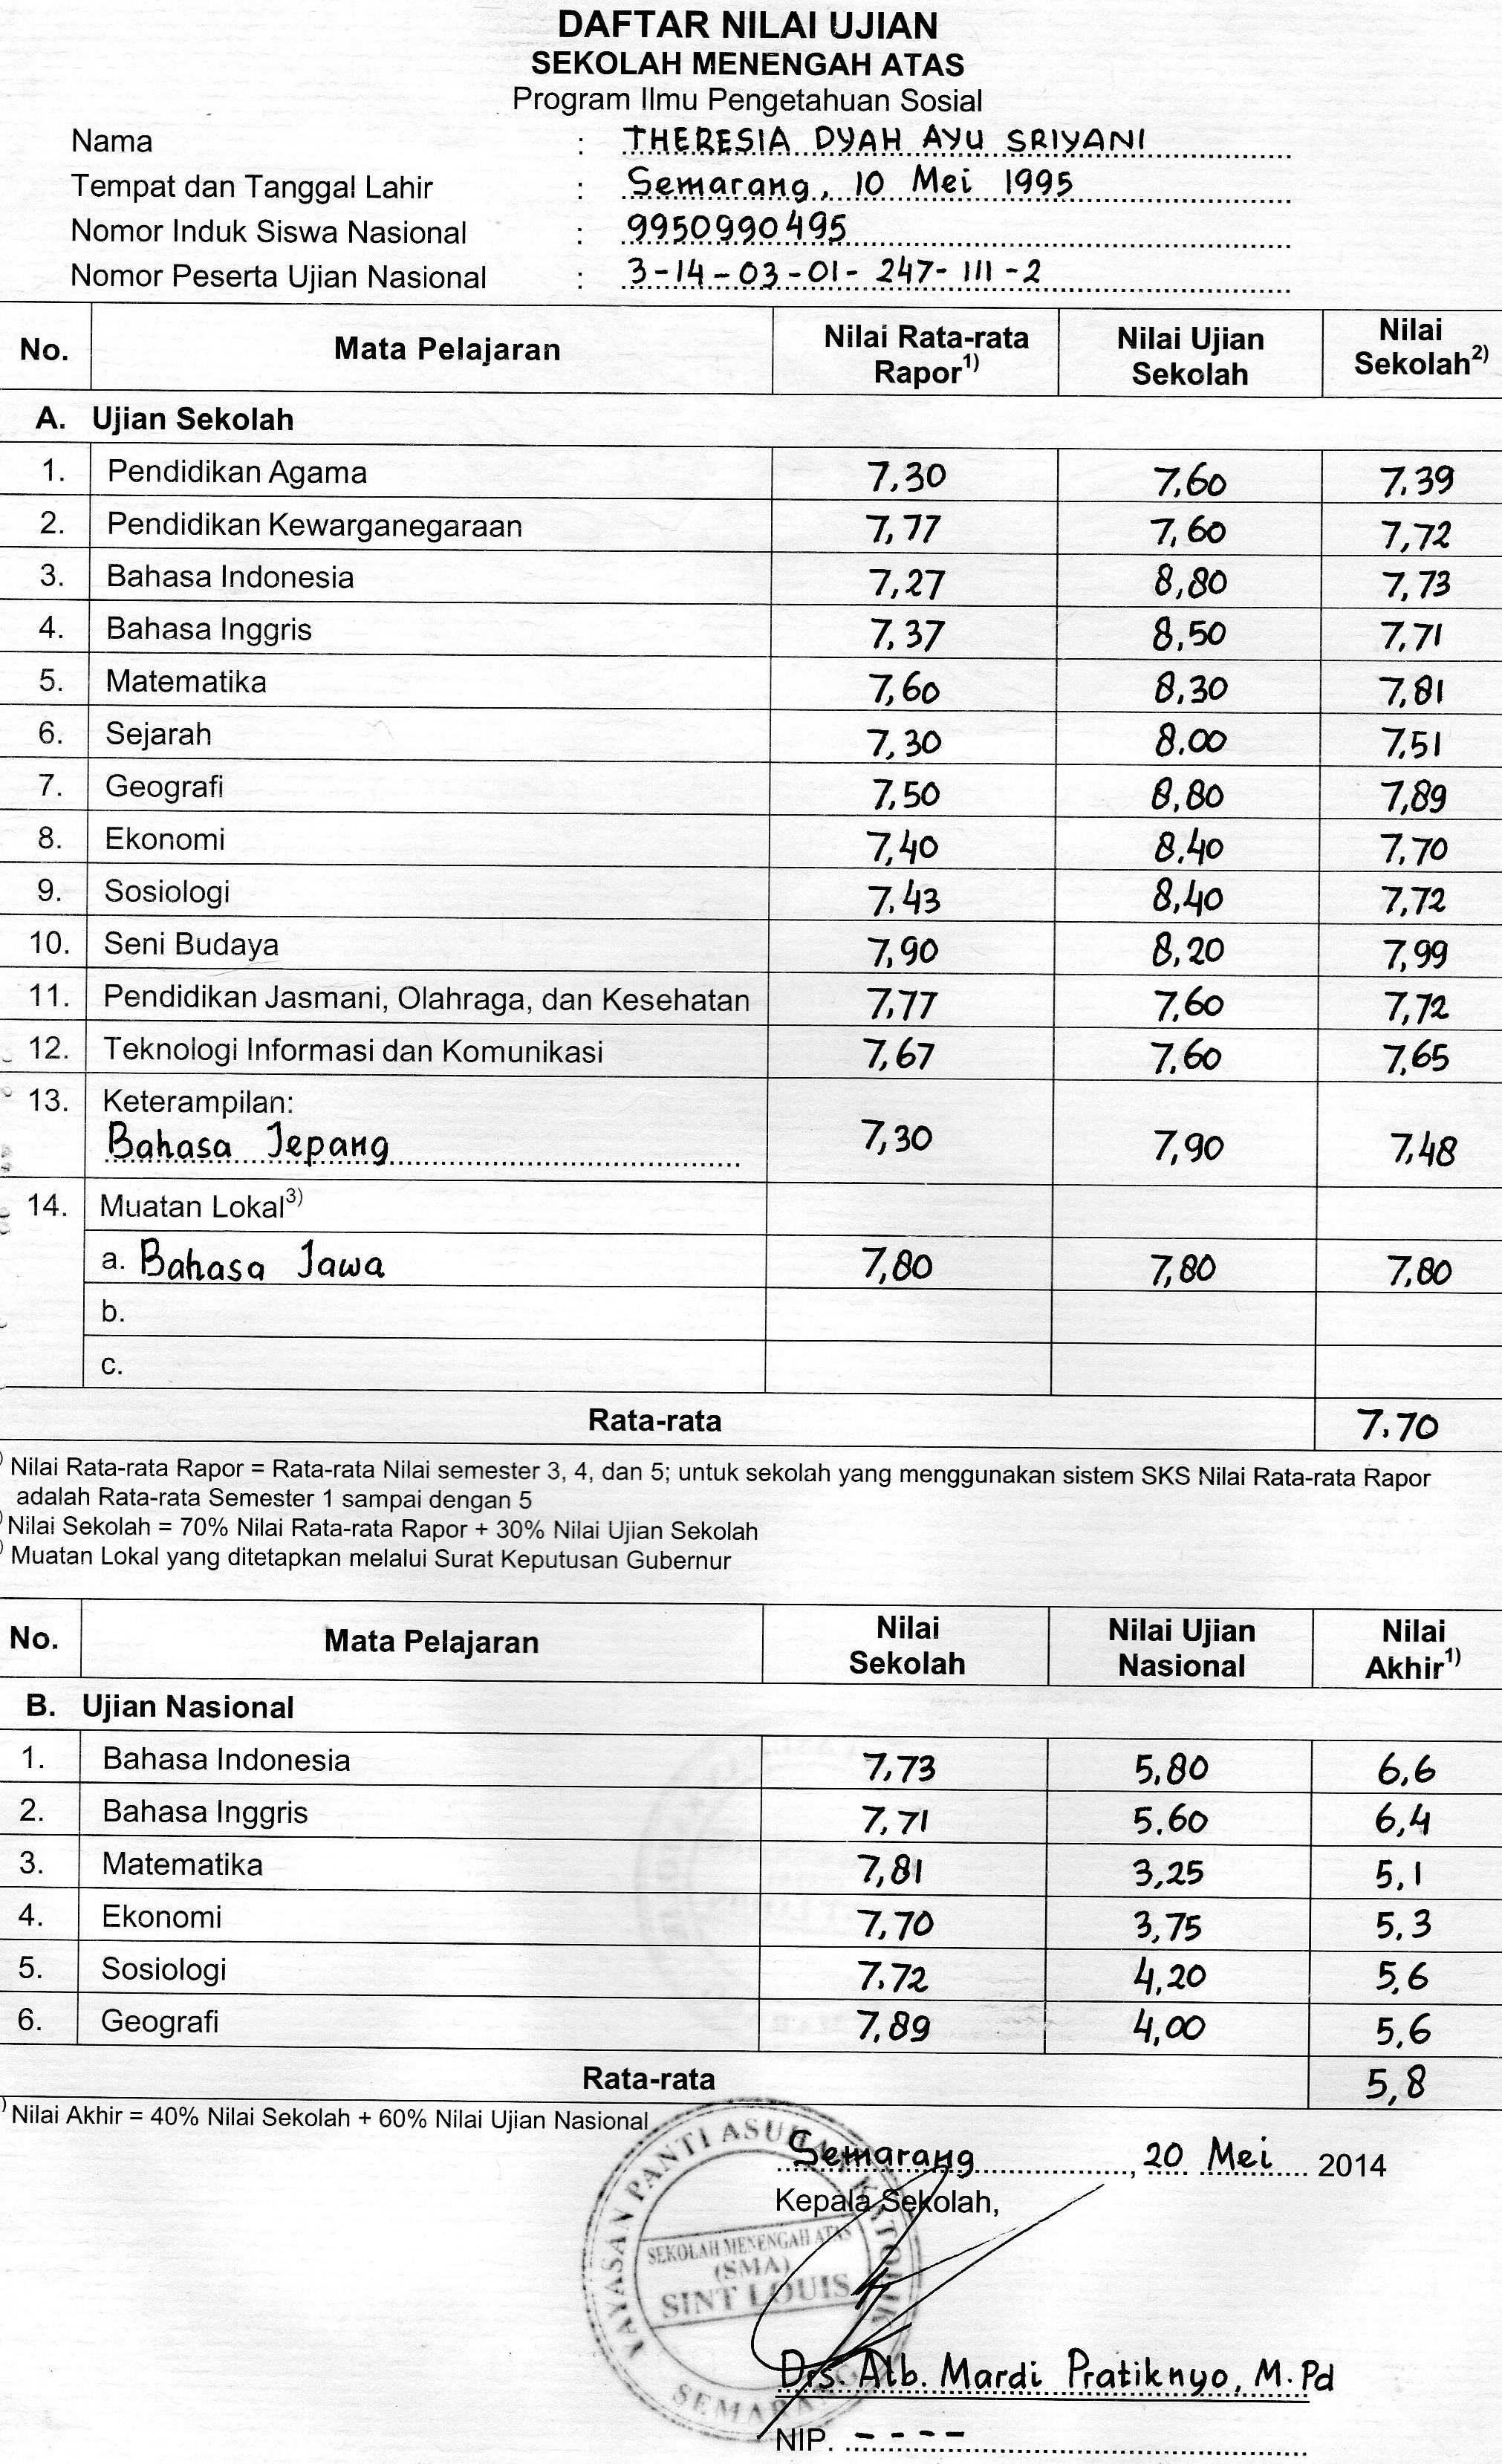 DAFTAR NILAI UJIAN
SEKOLAH MENENGAH ATAS
Program Ilmu Pengetahuan Sosial
Nama : THERESIA DYAH AYU SRIYANI
Tempat dan Tanggal Lahir : Semarang, 10 Mei 1995
Nomor Induk Siswa Nasional : 9950990495
Nomor Peserta Ujian Nasional : 3-14-03-01-247-111-2
No. Mata Pelajaran Nilai Rata-rata Rapor1) Nilai Ujian Sekolah Nilai Sekolah2)
A. Ujian Sekolah
1. Pendidikan Agama 7,30 7,60 7.39
2. Pendidikan Kewarganegaraan 7,77 7,60 7,72
3. Bahasa Indonesia 7,27 8,80 7,73
4. Bahasa Inggris 7,37 8,50 7,71
5. Matematika 7,60 8,30 7,81
6. Sejarah 7,30 8.00 7,51
7. Geografi 7,50 8,80 7,89
8. Ekonomi 7,40 8.40 7,70
9. Sosiologi 7.43 8,40 7,72
10. Seni Budaya 7,90 8,20 7,99
11. Pendidikan Jasmani, Olahraga, dan Kesehatan 7,77 7,60 7,72
12. Teknologi Informasi dan Komunikasi 7,67 7,60 7,65
13. Keterampilan:
Bahasa Jepang 7,30 7,90 7,48
14. Muatan Lokal3)
a. Bahasa Jawa 7,80 7,80 7,80
b.
c.
Rata-rata 7.70
) Nilai Rata-rata Rapor = Rata-rata Nilai semester 3, 4, dan 5; untuk sekolah yang menggunakan sistem SKS Nilai Rata-rata Rapor
adalah Rata-rata Semester 1 sampai dengan 5
) Nilai Sekolah = 70% Nilai Rata-rata Rapor + 30% Nilai Ujian Sekolah
) Muatan Lokal yang ditetapkan melalui Surat Keputusan Gubernur
No. Mata Pelajaran Nilai Sekolah Nilai Ujian Nasional Nilai Akhir1)
B. Ujian Nasional
1. Bahasa Indonesia 7,73 5,80 6,6
2. Bahasa Inggris 7,71 5.60 6,4
3. Matematika 7,81 3,25 5,1
4. Ekonomi 7,70 3,75 5,3
5. Sosiologi 7.72 4,20 5,6
6. Geografi 7.89 4,00 5,6
Rata-rata 5,8
) Nilai Akhir = 40% Nilai Sekolah + 60% Nilai Ujian Nasional
Semarang, 20 Mei 2014
Kepala Sekolah,
YAYASAN PANTI ASUHAN KATOLIK
SEKOLAH MENENGAH ATAS
(SMA)
SINT LOUIS
SEMARANG
Drs. Alb. Mardi Pratiknyo, M.Pd
NIP. ----